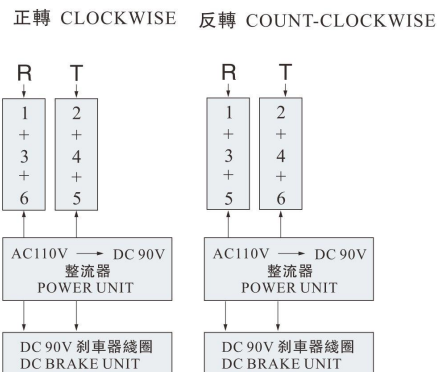 正轉 CLOCKWISE
反轉 COUNT-CLOCKWISE
R T
1 2
+ +
3 4
+ +
6 5
R T
1 2
+ +
3 4
+ +
5 6
AC110V → DC 90V
整流器
POWER UNIT
AC110V → DC 90V
整流器
POWER UNIT
DC 90V 刹車器綫圈
DC BRAKE UNIT
DC 90V 刹車器綫圈
DC BRAKE UNIT